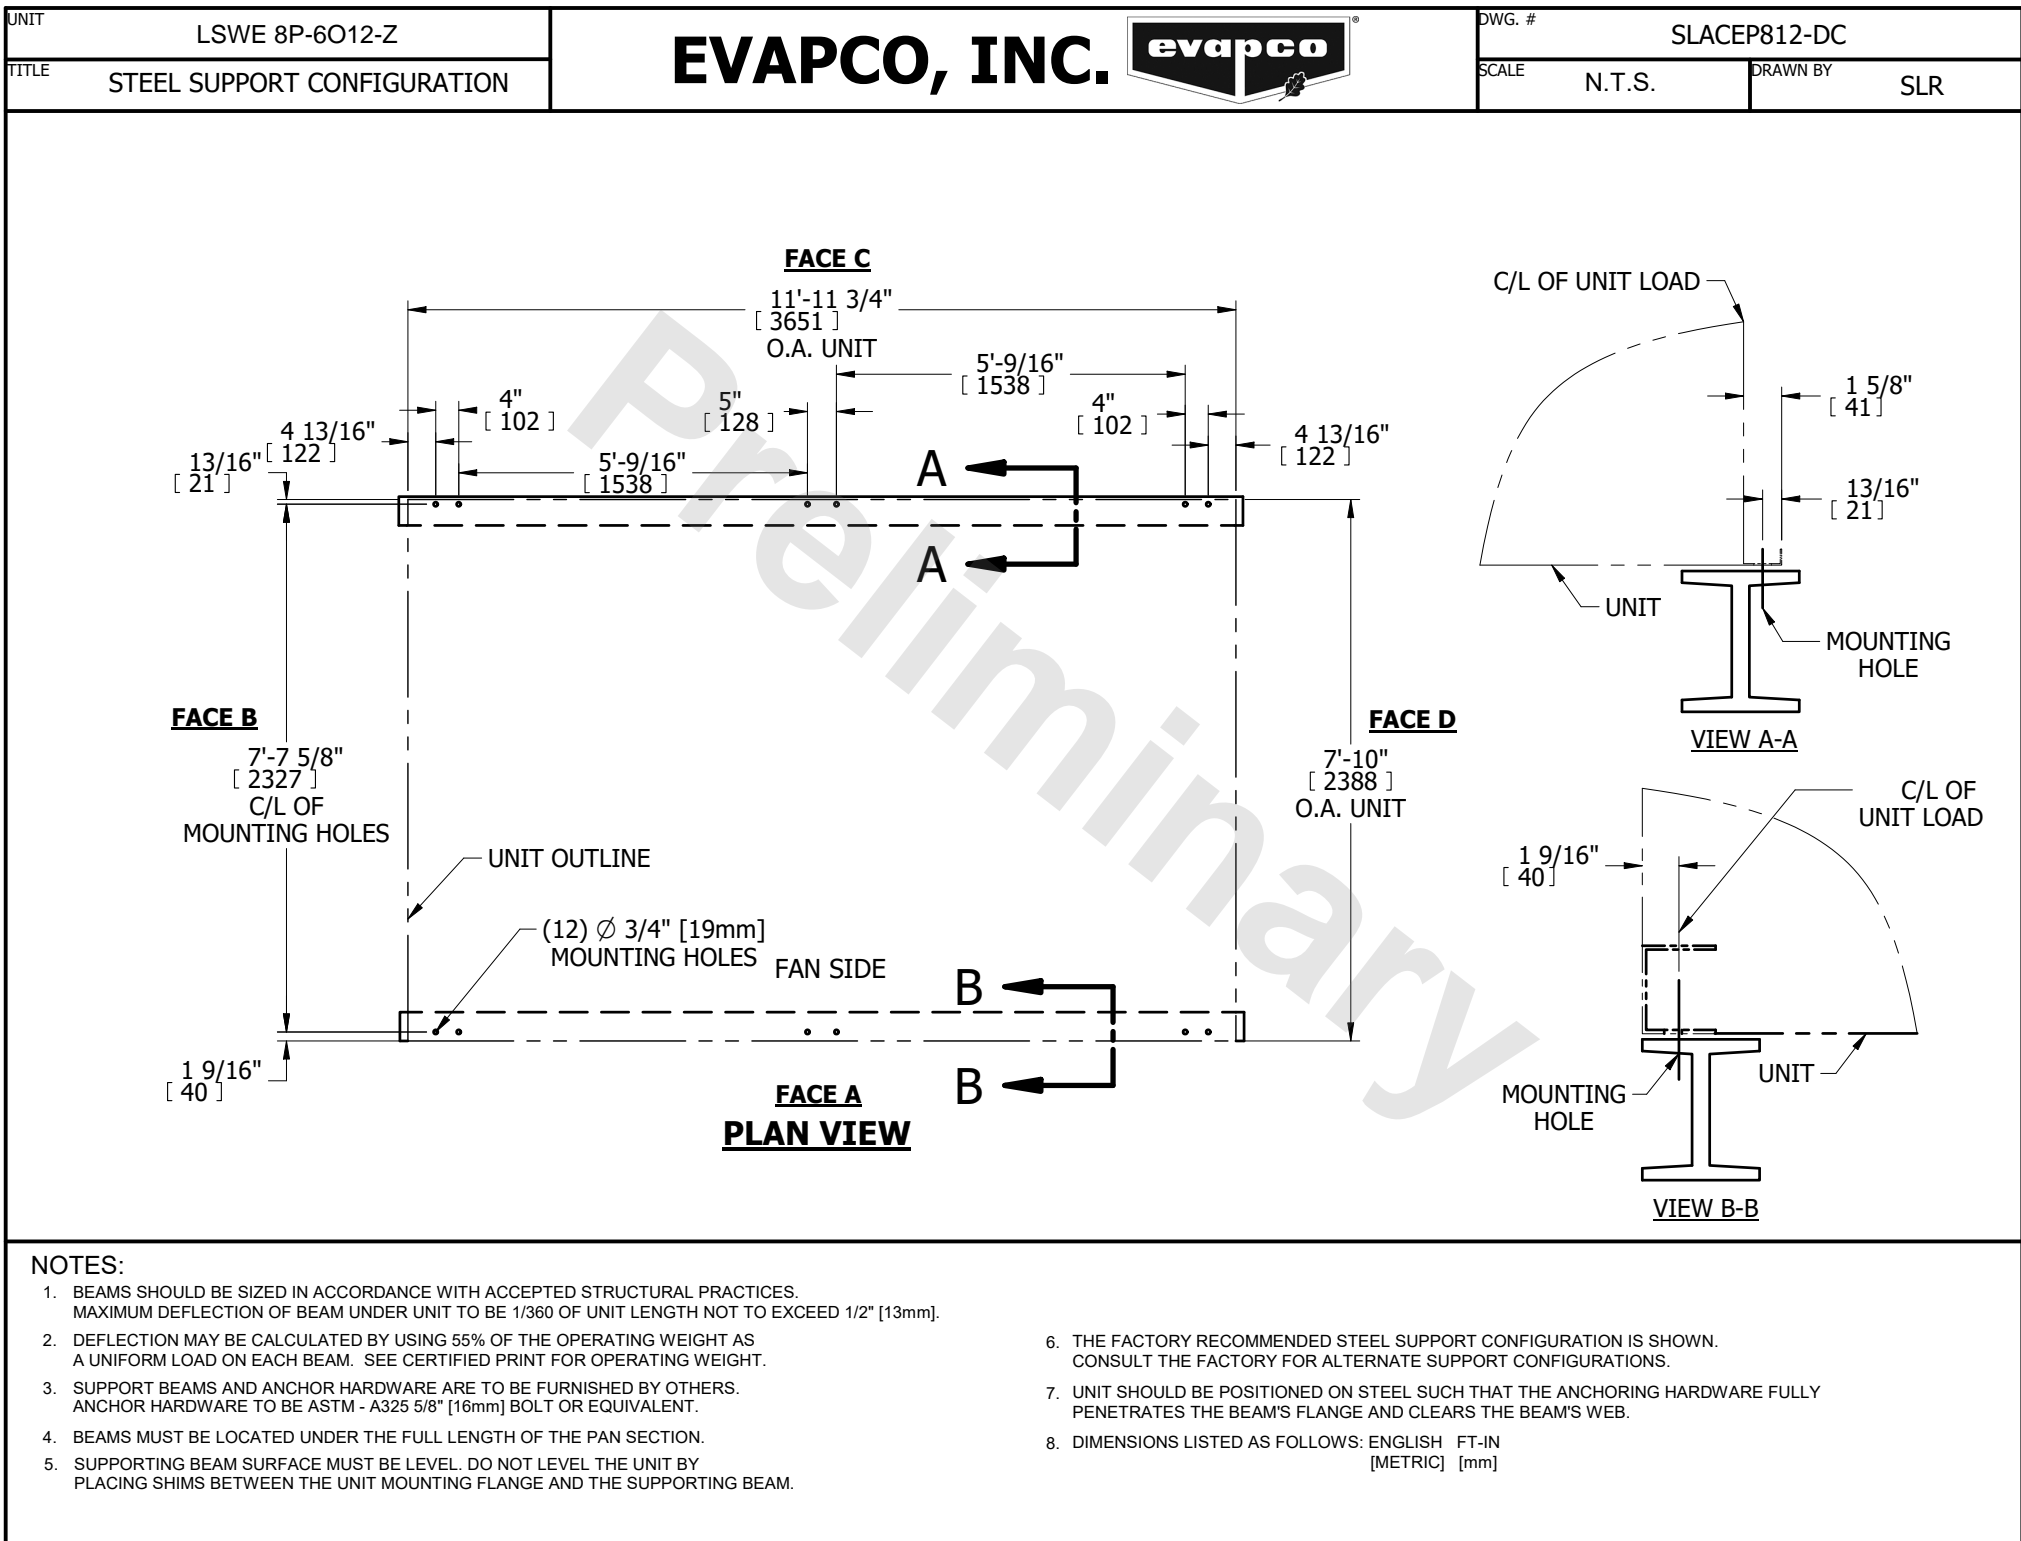 UNIT
LSWE 8P-6O12-Z
TITLE
STEEL SUPPORT CONFIGURATION
EVAPCO, INC.
evapco
®
DWG. #
SLACEP812-DC
SCALE
N.T.S.
DRAWN BY
SLR
FACE C
11'-11 3/4"
[ 3651 ]
O.A. UNIT
5'-9/16"
[ 1538 ]
4"
[ 102 ]
5"
[ 128 ]
4"
[ 102 ]
4 13/16"
[ 122 ]
13/16"
[ 21 ]
5'-9/16"
[ 1538 ]
4 13/16"
[ 122 ]
A
A
FACE B
7'-7 5/8"
[ 2327 ]
C/L OF
MOUNTING HOLES
FACE D
7'-10"
[ 2388 ]
O.A. UNIT
UNIT OUTLINE
(12) ∅ 3/4" [19mm]
MOUNTING HOLES
FAN SIDE
B
B
1 9/16"
[ 40 ]
FACE A
PLAN VIEW
Preliminary
C/L OF UNIT LOAD
1 5/8"
[ 41 ]
13/16"
[ 21 ]
UNIT
MOUNTING
HOLE
VIEW A-A
C/L OF
UNIT LOAD
1 9/16"
[ 40 ]
UNIT
MOUNTING
HOLE
VIEW B-B
NOTES:
1. BEAMS SHOULD BE SIZED IN ACCORDANCE WITH ACCEPTED STRUCTURAL PRACTICES.
MAXIMUM DEFLECTION OF BEAM UNDER UNIT TO BE 1/360 OF UNIT LENGTH NOT TO EXCEED 1/2" [13mm].
2. DEFLECTION MAY BE CALCULATED BY USING 55% OF THE OPERATING WEIGHT AS
A UNIFORM LOAD ON EACH BEAM. SEE CERTIFIED PRINT FOR OPERATING WEIGHT.
3. SUPPORT BEAMS AND ANCHOR HARDWARE ARE TO BE FURNISHED BY OTHERS.
ANCHOR HARDWARE TO BE ASTM - A325 5/8" [16mm] BOLT OR EQUIVALENT.
4. BEAMS MUST BE LOCATED UNDER THE FULL LENGTH OF THE PAN SECTION.
5. SUPPORTING BEAM SURFACE MUST BE LEVEL. DO NOT LEVEL THE UNIT BY
PLACING SHIMS BETWEEN THE UNIT MOUNTING FLANGE AND THE SUPPORTING BEAM.
6. THE FACTORY RECOMMENDED STEEL SUPPORT CONFIGURATION IS SHOWN.
CONSULT THE FACTORY FOR ALTERNATE SUPPORT CONFIGURATIONS.
7. UNIT SHOULD BE POSITIONED ON STEEL SUCH THAT THE ANCHORING HARDWARE FULLY
PENETRATES THE BEAM'S FLANGE AND CLEARS THE BEAM'S WEB.
8. DIMENSIONS LISTED AS FOLLOWS: ENGLISH FT-IN
[METRIC] [mm]